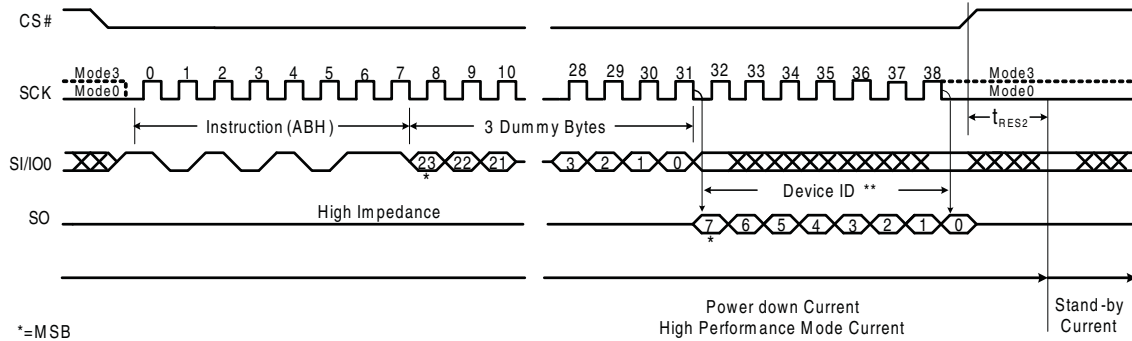 CS#
Mode3
0 1 2 3 4 5 6 7 8 9 10 28 29 30 31 32 33 34 35 36 37 38
Mode3
SCK
Mode0
Mode0
Instruction (ABH)
3 Dummy Bytes
tRES2
SI/IO0
23 22 21 3 2 1 0
*
Device ID **
High Impedance
SO
7 6 5 4 3 2 1 0
*
Power down Current
High Performance Mode Current
Stand-by
Current
*=MSB